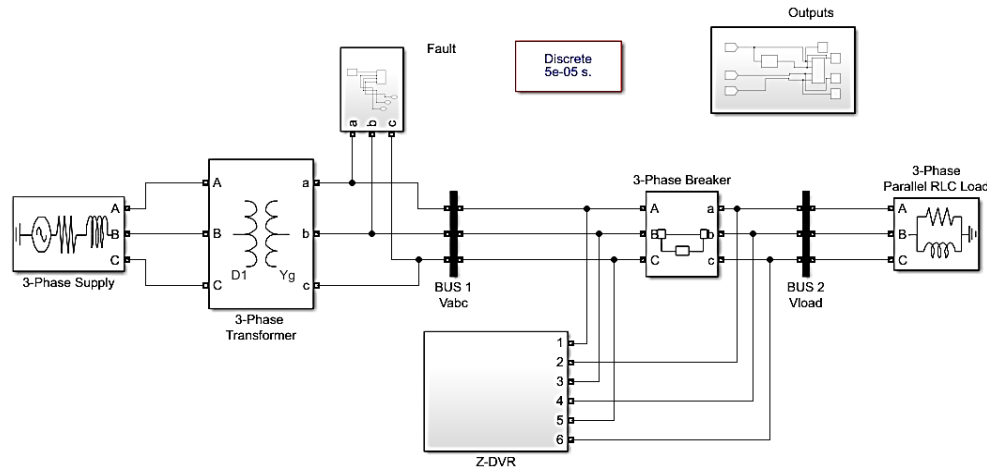 Outputs
Fault
Discrete
5e-05 s.
a b c
3-Phase Supply
A
B
C
A
B
C
D1 Yg
a
b
c
3-Phase
Transformer
BUS 1
Vabc
3-Phase Breaker
A
B
C
a
b
c
BUS 2
Vload
3-Phase
Parallel RLC Load
A
B
C
1
2
3
4
5
6
Z-DVR